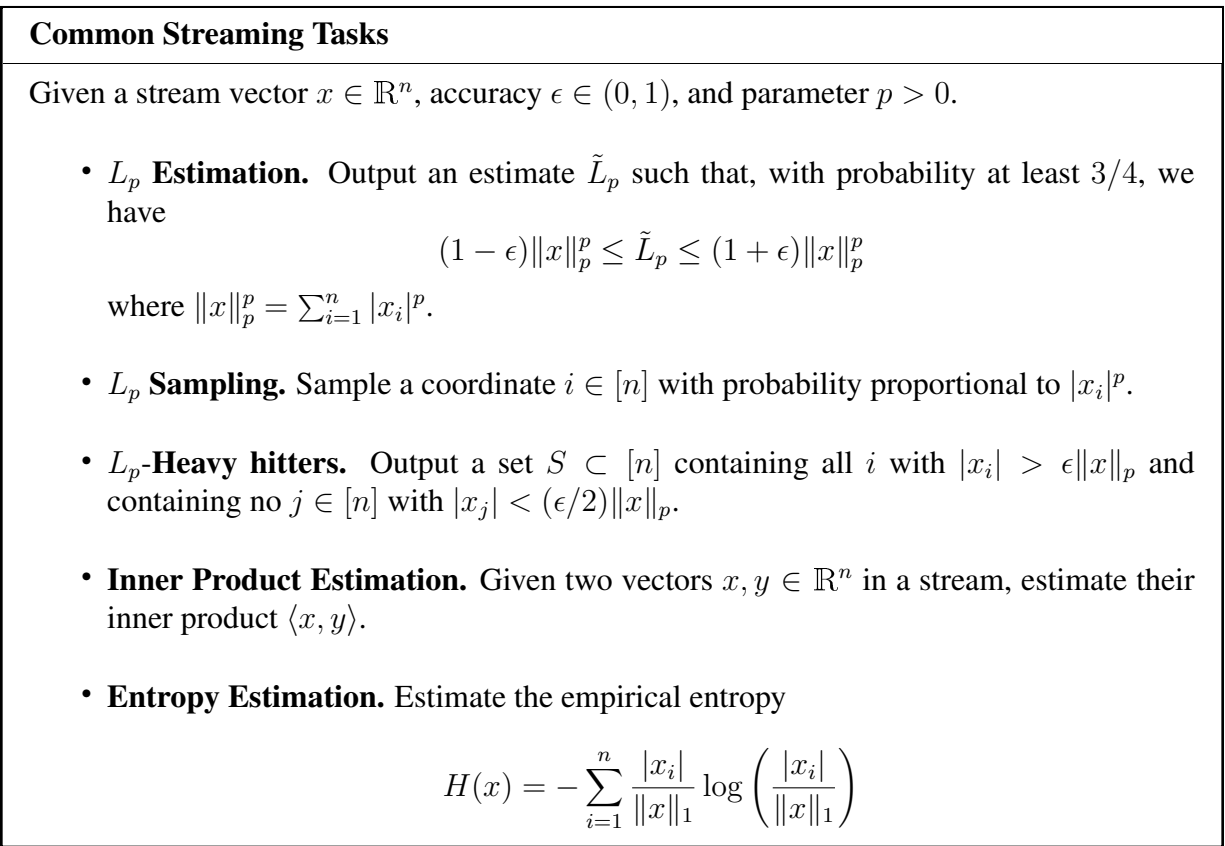 Common Streaming Tasks
Given a stream vector x ∈ ℝⁿ, accuracy ϵ ∈ (0, 1), and parameter p > 0.
• Lₚ Estimation. Output an estimate L̃ₚ such that, with probability at least 3/4, we
have
(1 − ϵ)‖x‖ₚᵖ ≤ L̃ₚ ≤ (1 + ϵ)‖x‖ₚᵖ
where ‖x‖ₚᵖ = ∑ᵢ₌₁ⁿ |xᵢ|ᵖ.
• Lₚ Sampling. Sample a coordinate i ∈ [n] with probability proportional to |xᵢ|ᵖ.
• Lₚ-Heavy hitters. Output a set S ⊂ [n] containing all i with |xᵢ| > ϵ‖x‖ₚ and
containing no j ∈ [n] with |xⱼ| < (ϵ/2)‖x‖ₚ.
• Inner Product Estimation. Given two vectors x, y ∈ ℝⁿ in a stream, estimate their
inner product ⟨x, y⟩.
• Entropy Estimation. Estimate the empirical entropy
H(x) = − ∑ᵢ₌₁ⁿ |xᵢ|/‖x‖₁ log (|xᵢ|/‖x‖₁)